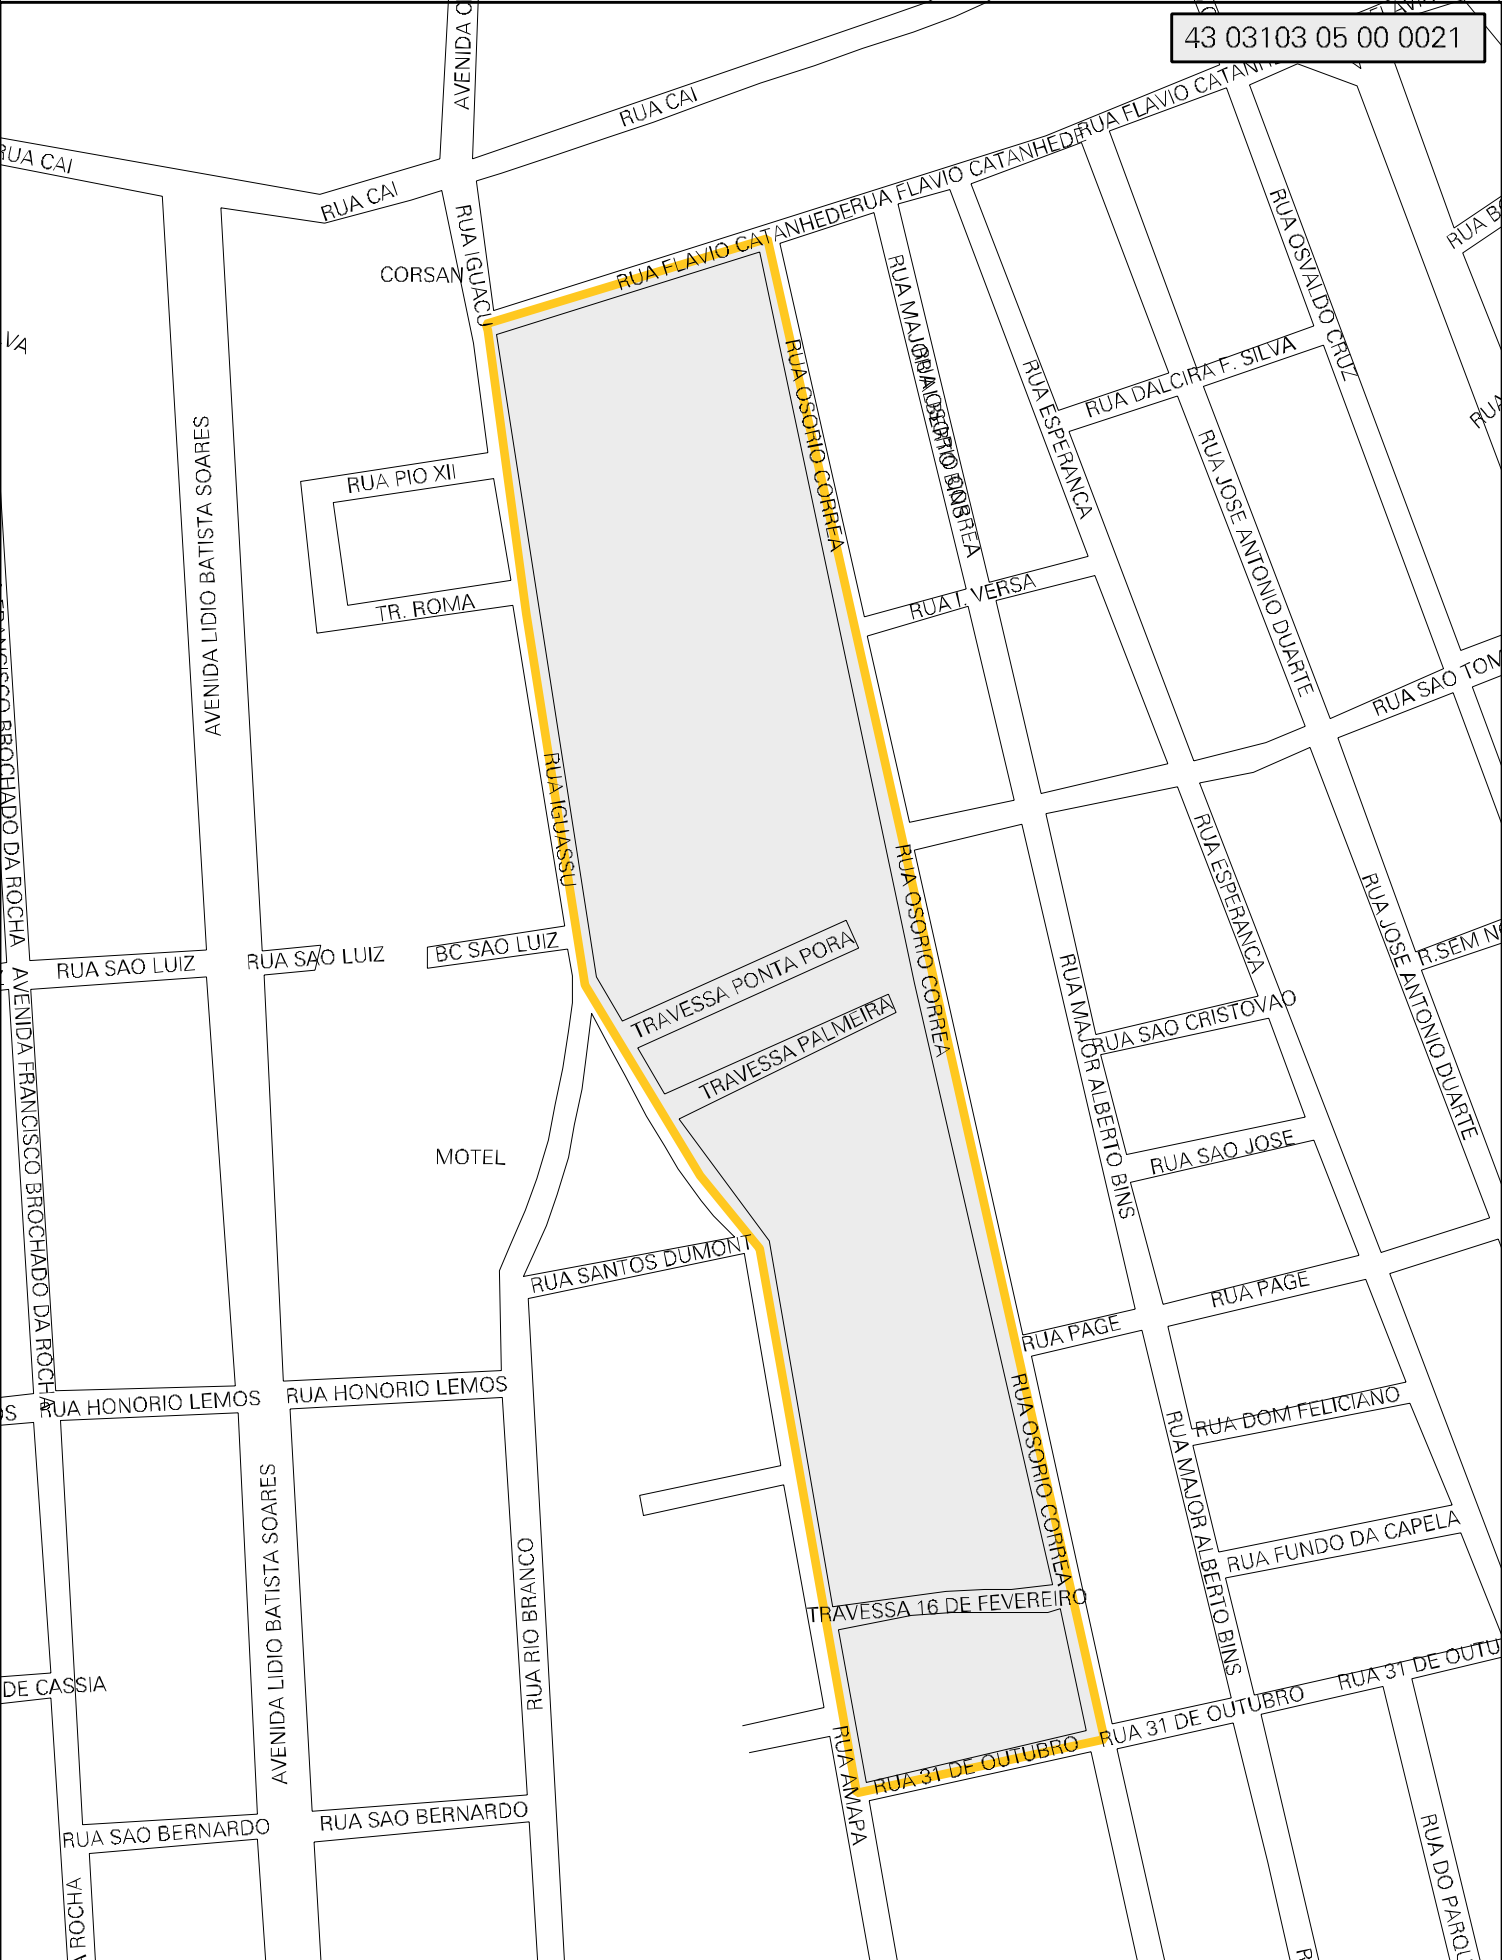 43 03103 05 00 0021
RUA CAI
RUA CAI
RUA CAI
RUA FLAVIO CATANHEDE
RUA FLAVIO CATANHEDE
RUA FLAVIO
RUA IGUACU
CORSAN
RUA OSORIO CORREA
RUA OSORIO CORREA
RUA ESPERANCA
RUA DALCIRA F. SILVA
RUA OSVALDO CRUZ
RUA JOSE ANTONIO DUARTE
AVENIDA LIDIO BATISTA SOARES
RUA PIO XII
TR. ROMA
RUA I. VERSA
RUA SAO
RUA IGUASSU
RUA OSORIO CORREA
RUA ESPERANCA
RUA JOSE ANTONIO DUARTE
BROCHADO DA ROCHA
RUA SAO LUIZ
RUA SAO LUIZ
BC SAO LUIZ
TRAVESSA PONTA PORA
TRAVESSA PALMEIRA
R.SEM
AVENIDA FRANCISCO BROCHADO DA ROCHA
RUA MAJOR ALBERTO BINS
RUA SAO CRISTOVAO
RUA SAO JOSE
MOTEL
RUA SANTOS DUMONT
RUA PAGE
RUA PAGE
RUA HONORIO LEMOS
RUA HONORIO LEMOS
RUA DOM FELICIANO
RUA OSORIO CORREA
RUA MAJOR ALBERTO BINS
RUA FUNDO DA CAPELA
AVENIDA LIDIO BATISTA SOARES
RUA RIO BRANCO
TRAVESSA 16 DE FEVEREIRO
DE CASSIA
RUA 31 DE OUTUBRO
RUA 31 DE OUTUBRO
RUA 31 DE
RUA AMAPA
RUA SAO BERNARDO
RUA SAO BERNARDO
RUA DO
ROCHA